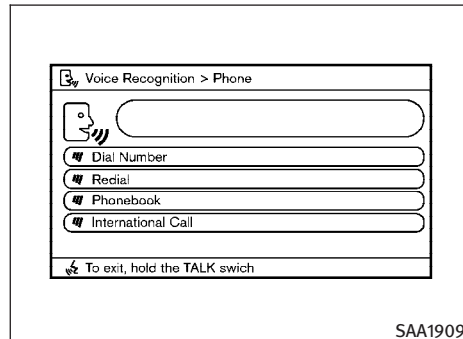 Voice Recognition > Phone
Dial Number
Redial
Phonebook
International Call
To exit, hold the TALK swich
SAA1909